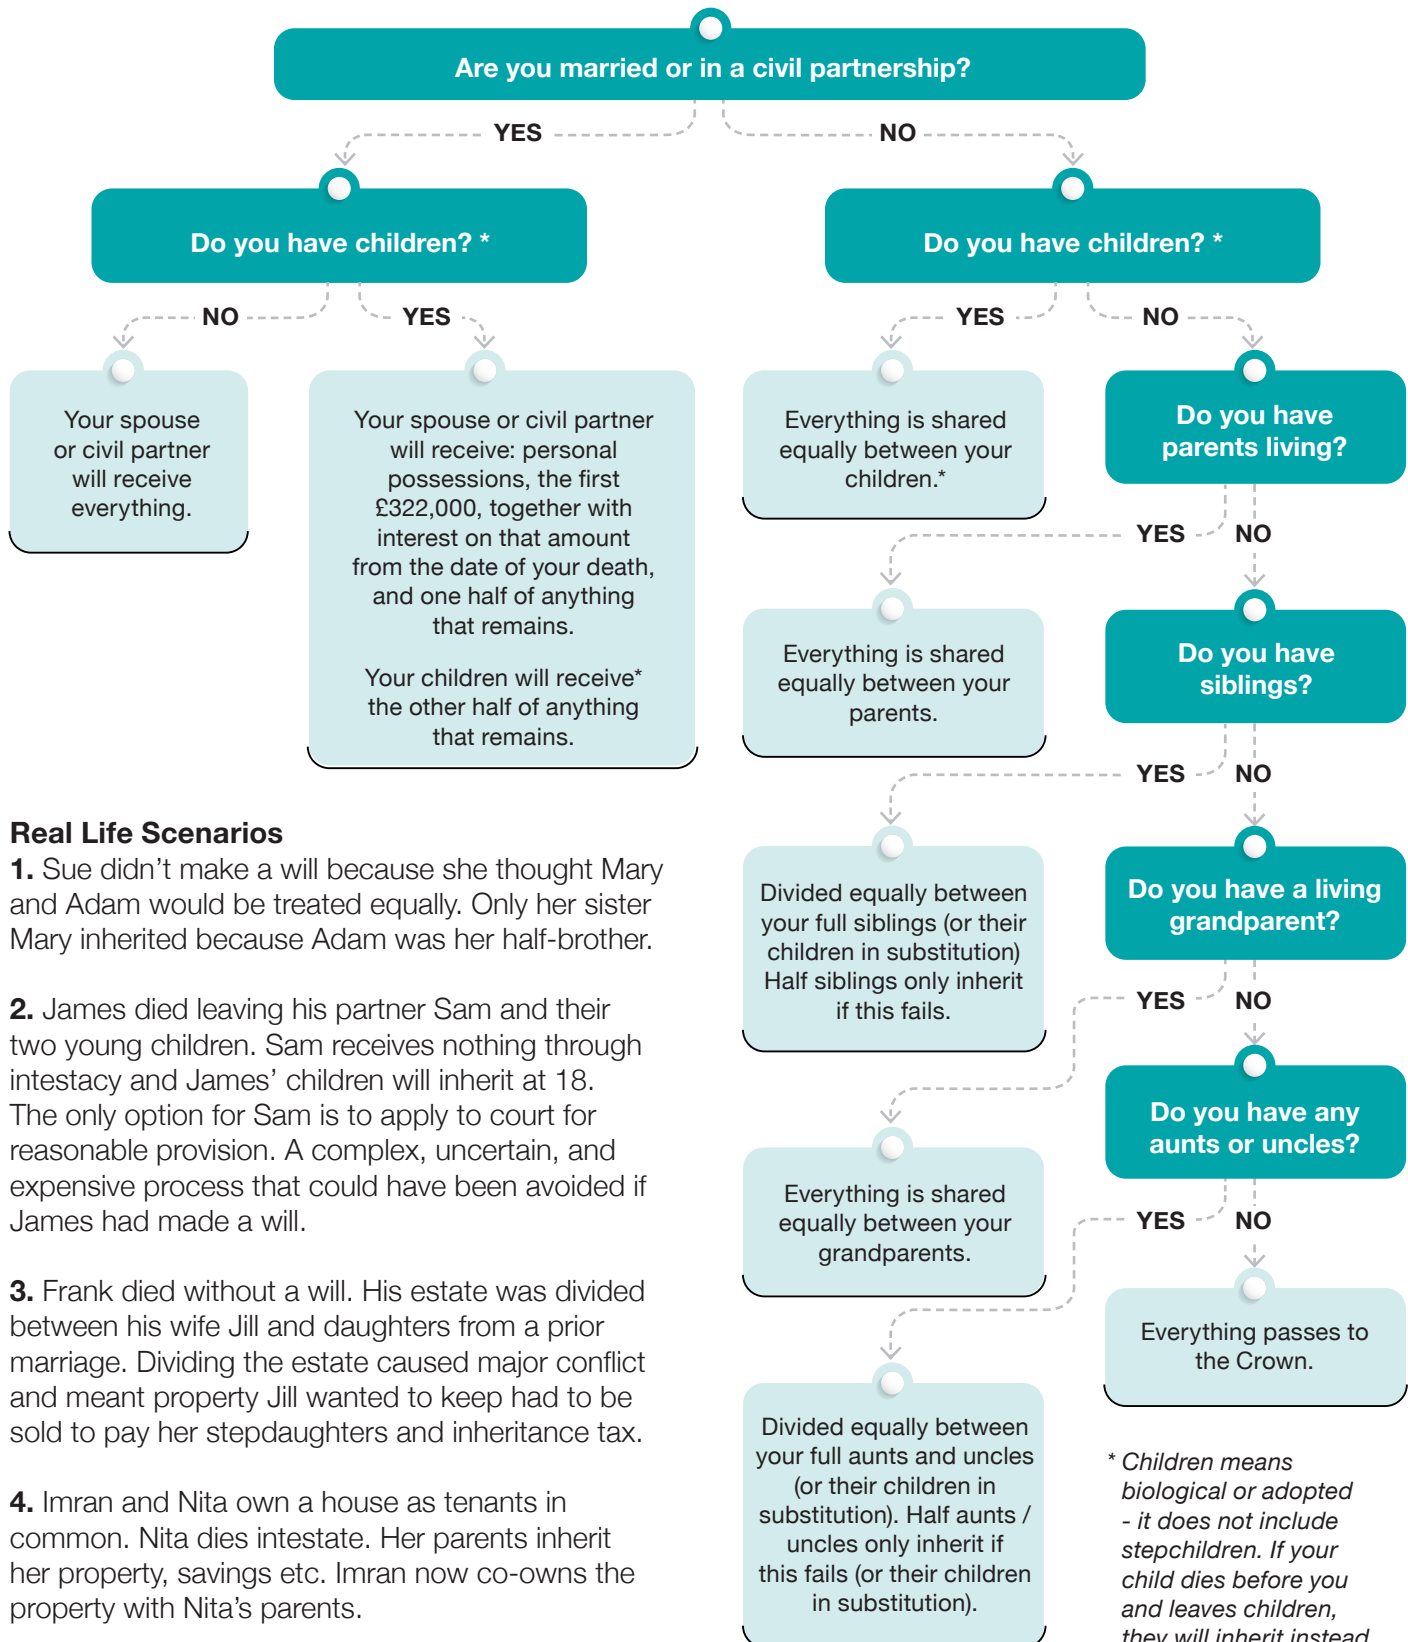 Are you married or in a civil partnership?
YES
NO
Do you have children? *
Do you have children? *
NO
YES
YES
NO
Your spouse
or civil partner
will receive
everything.
Your spouse or civil partner
will receive: personal
possessions, the first
£322,000, together with
interest on that amount
from the date of your death,
and one half of anything
that remains.
Your children will receive*
the other half of anything
that remains.
Everything is shared
equally between your
children.*
Do you have
parents living?
YES
NO
Everything is shared
equally between your
parents.
Do you have
siblings?
YES
NO
Divided equally between
your full siblings (or their
children in substitution)
Half siblings only inherit
if this fails.
Do you have a living
grandparent?
YES
NO
Everything is shared
equally between your
grandparents.
Do you have any
aunts or uncles?
YES
NO
Divided equally between
your full aunts and uncles
(or their children in
substitution). Half aunts /
uncles only inherit if
this fails (or their children
in substitution).
Everything passes to
the Crown.
* Children means
biological or adopted
- it does not include
stepchildren. If your
child dies before you
and leaves children,
they will inherit instead
Real Life Scenarios
1. Sue didn't make a will because she thought Mary
and Adam would be treated equally. Only her sister
Mary inherited because Adam was her half-brother.
2. James died leaving his partner Sam and their
two young children. Sam receives nothing through
intestacy and James' children will inherit at 18.
The only option for Sam is to apply to court for
reasonable provision. A complex, uncertain, and
expensive process that could have been avoided if
James had made a will.
3. Frank died without a will. His estate was divided
between his wife Jill and daughters from a prior
marriage. Dividing the estate caused major conflict
and meant property Jill wanted to keep had to be
sold to pay her stepdaughters and inheritance tax.
4. Imran and Nita own a house as tenants in
common. Nita dies intestate. Her parents inherit
her property, savings etc. Imran now co-owns the
property with Nita's parents.